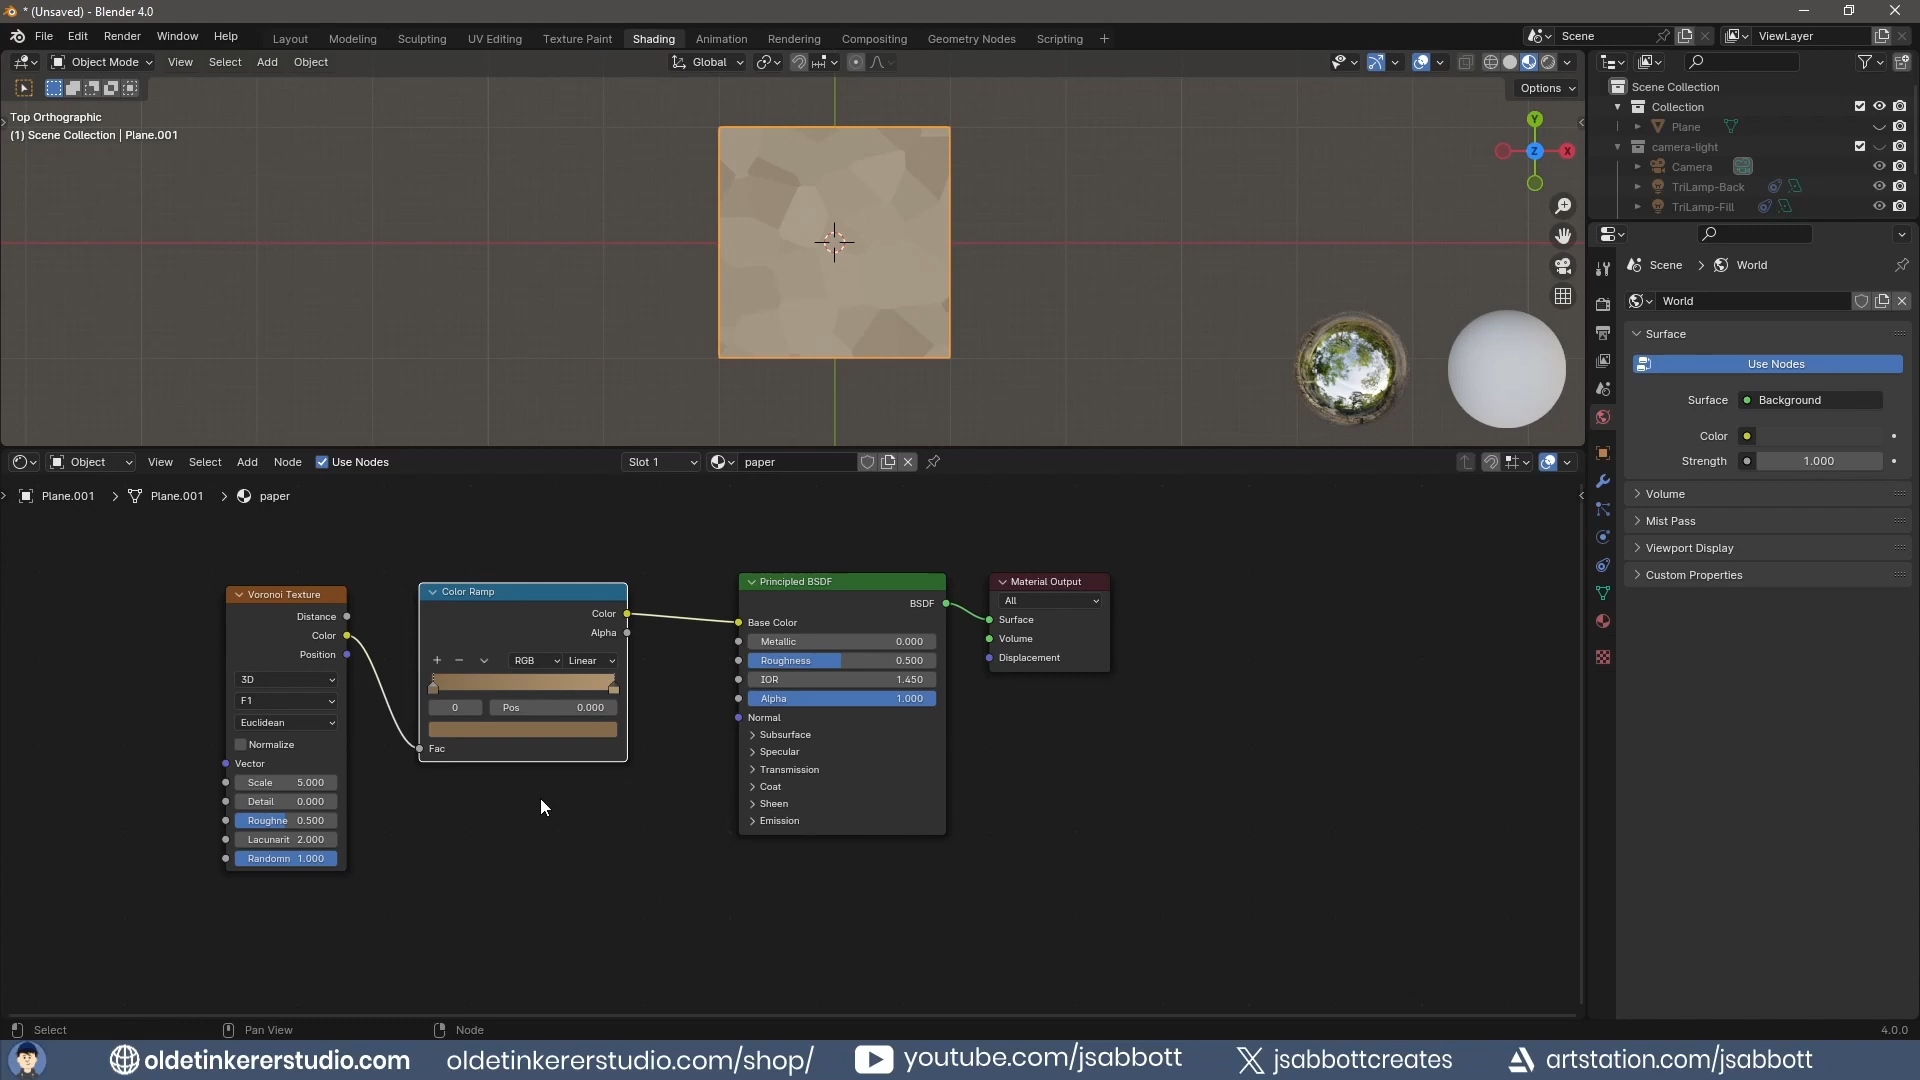 * (Unsaved) - Blender 4.0
File Edit Render Window Help
Layout Modeling Sculpting UV Editing Texture Paint Shading Animation Rendering Compositing Geometry Nodes Scripting +
Scene
ViewLayer
Object Mode View Select Add Object
Global
Options
Top Orthographic
(1) Scene Collection | Plane.001
Y
Z
X
Scene Collection
Collection
Plane
camera-light
Camera
TriLamp-Back
TriLamp-Fill
Scene > World
World
Surface
Use Nodes
Surface Background
Color
Strength 1.000
Volume
Mist Pass
Viewport Display
Custom Properties
Object View Select Add Node Use Nodes
Slot 1
paper
Plane.001 > Plane.001 > paper
Voronoi Texture
Distance
Color
Position
3D
F1
Euclidean
Normalize
Vector
Scale 5.000
Detail 0.000
Roughne 0.500
Lacunarit 2.000
Randomn 1.000
Color Ramp
Color
Alpha
+ − RGB Linear
0 Pos 0.000
Fac
Principled BSDF
BSDF
Base Color
Metallic 0.000
Roughness 0.500
IOR 1.450
Alpha 1.000
Normal
Subsurface
Specular
Transmission
Coat
Sheen
Emission
Material Output
All
Surface
Volume
Displacement
Select Pan View Node 4.0.0
oldetinkererstudio.com oldetinkererstudio.com/shop/ youtube.com/jsabbott jsabbottcreates artstation.com/jsabbott